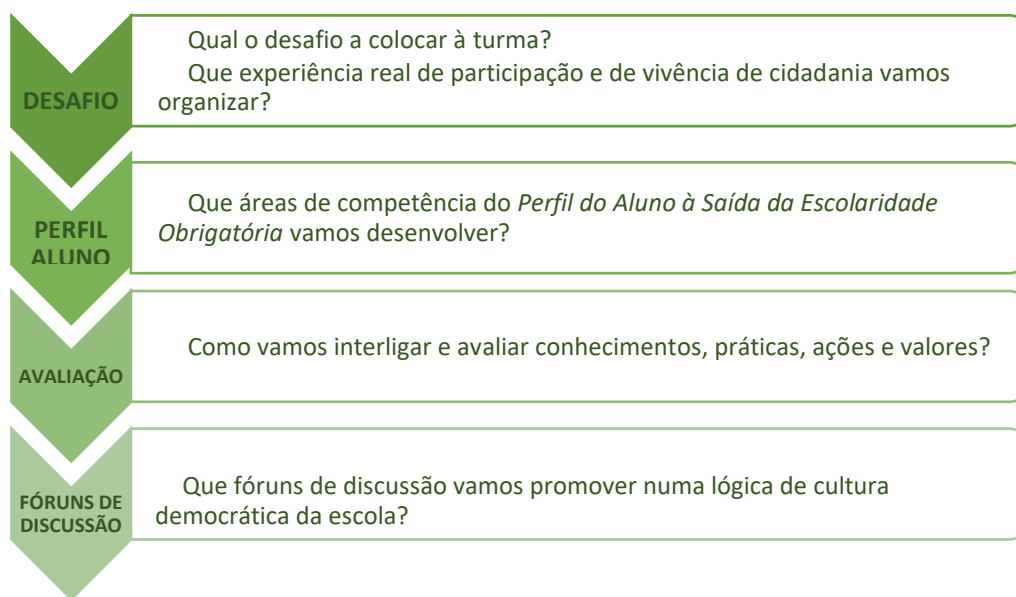 DESAFIO
Qual o desafio a colocar à turma?
Que experiência real de participação e de vivência de cidadania vamos
organizar?
PERFIL
ALUNO
Que áreas de competência do Perfil do Aluno à Saída da Escolaridade
Obrigatória vamos desenvolver?
AVALIAÇÃO
Como vamos interligar e avaliar conhecimentos, práticas, ações e valores?
FÓRUNS DE
DISCUSSÃO
Que fóruns de discussão vamos promover numa lógica de cultura
democrática da escola?